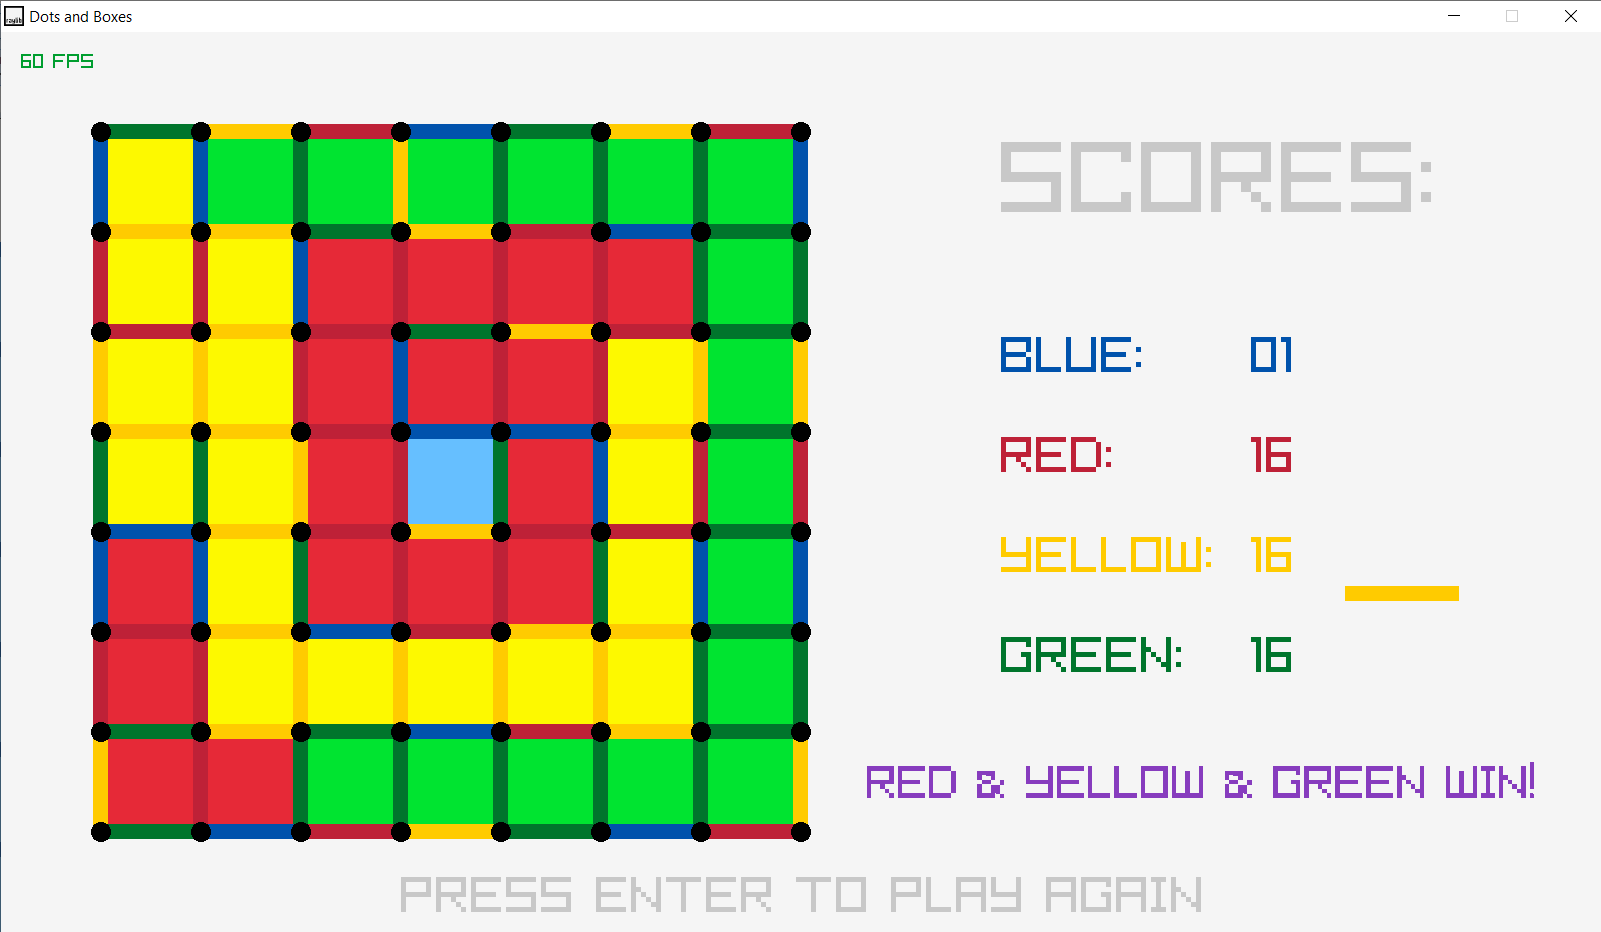 raylib
Dots and Boxes
60 FPS
SCORES:
BLUE: 01
RED: 16
YELLOW: 16
GREEN: 16
RED & YELLOW & GREEN WIN!
PRESS ENTER TO PLAY AGAIN